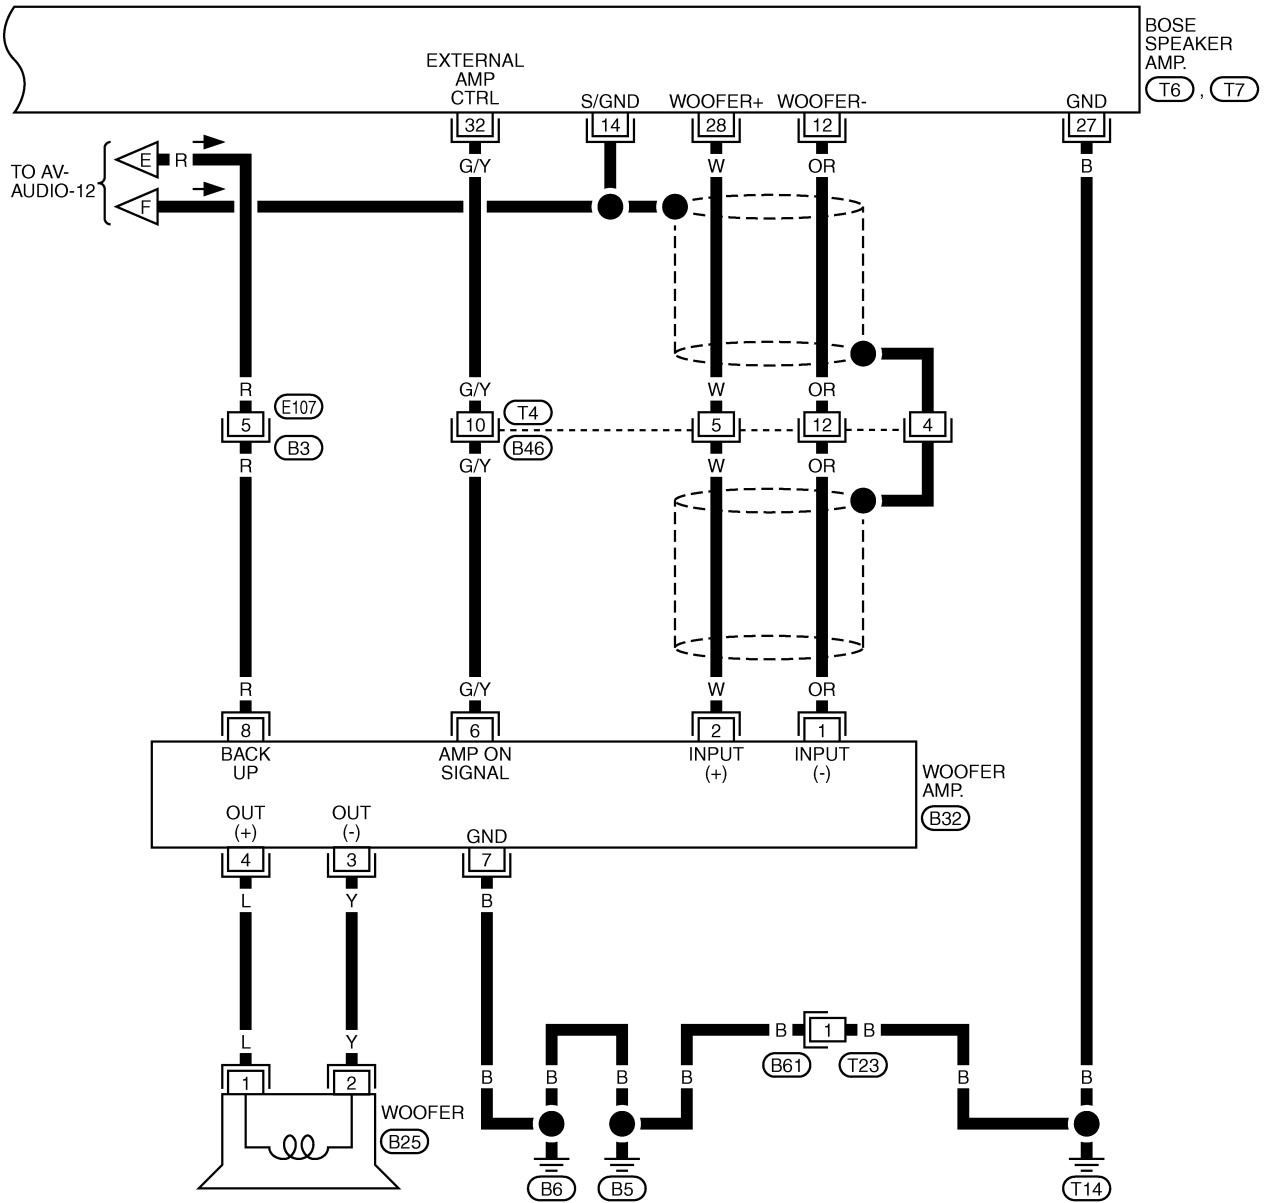 BOSE
SPEAKER
AMP.
T6 , T7
EXTERNAL
AMP
CTRL
S/GND
WOOFER+
WOOFER-
GND
32
14
28
12
27
TO AV-
AUDIO-12
E
R
F
G/Y
W
OR
B
R
G/Y
W
OR
5
E107
B3
10
T4
B46
5
12
4
R
G/Y
W
OR
R
G/Y
W
OR
8
6
2
1
BACK
UP
AMP ON
SIGNAL
INPUT
(+)
INPUT
(-)
WOOFER
AMP.
B32
OUT
(+)
OUT
(-)
GND
4
3
7
L
Y
B
L
Y
B
1
B
B61
T23
B
B
B
B
B
B
1
2
WOOFER
B25
B6
B5
T14